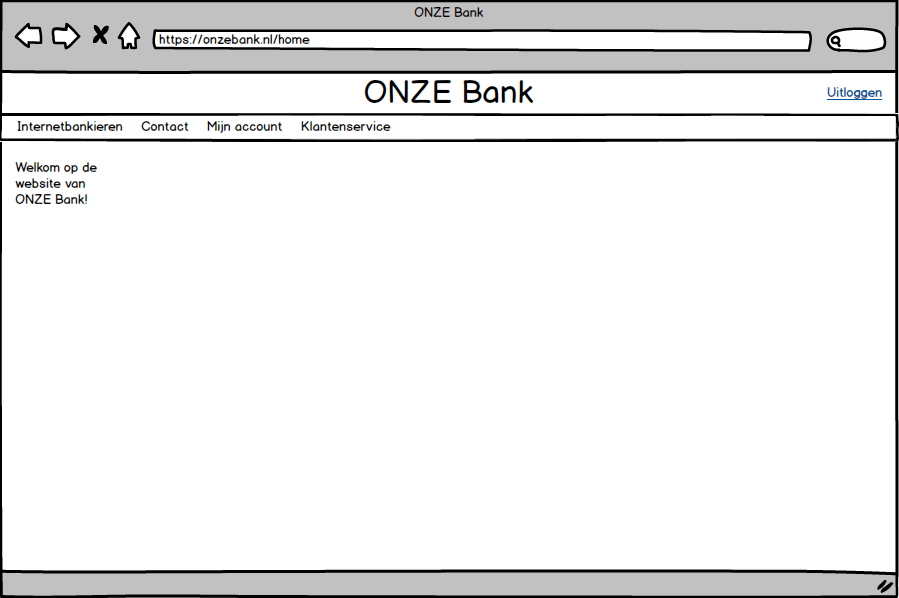 ONZE Bank
https://onzebank.nl/home
ONZE Bank
Uitloggen
Internetbankieren Contact Mijn account Klantenservice
Welkom op de
website van
ONZE Bank!